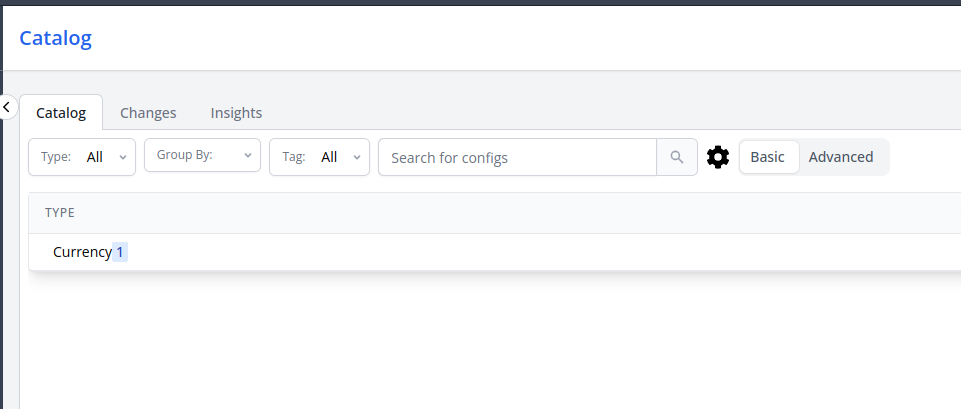 Catalog
Catalog Changes Insights
Type: All Group By: Tag: All Search for configs Basic Advanced
TYPE
Currency 1